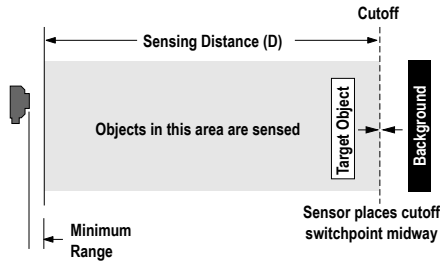 Cutoff
Sensing Distance (D)
Objects in this area are sensed
Target Object
Background
Minimum
Range
Sensor places cutoff
switchpoint midway